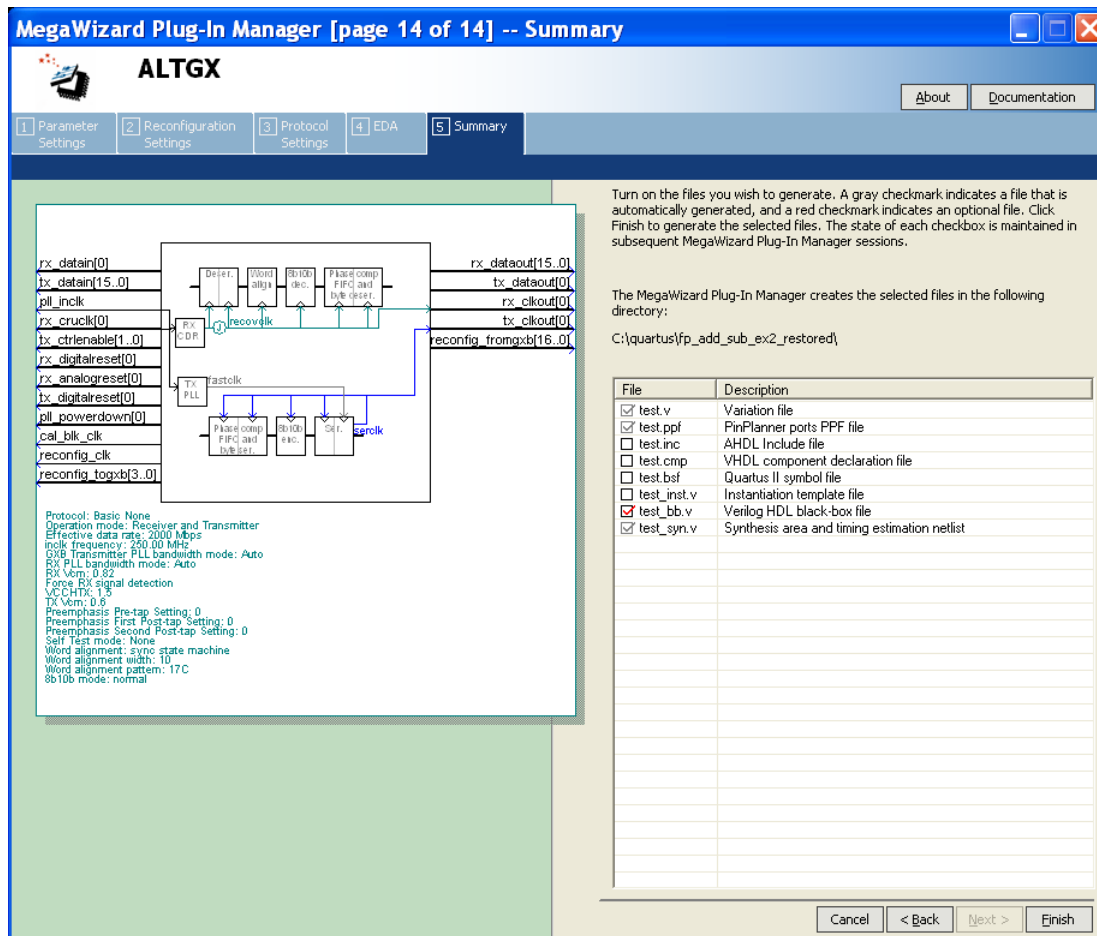 MegaWizard Plug-In Manager [page 14 of 14] -- Summary
ALTGX
About
Documentation
1 Parameter Settings
2 Reconfiguration Settings
3 Protocol Settings
4 EDA
5 Summary
Turn on the files you wish to generate. A gray checkmark indicates a file that is
automatically generated, and a red checkmark indicates an optional file. Click
Finish to generate the selected files. The state of each checkbox is maintained in
subsequent MegaWizard Plug-In Manager sessions.
The MegaWizard Plug-In Manager creates the selected files in the following
directory:
C:\quartus\fp_add_sub_ex2_restored\
File Description
test.v Variation file
test.ppf PinPlanner ports PPF file
test.inc AHDL Include file
test.cmp VHDL component declaration file
test.bsf Quartus II symbol file
test_inst.v Instantiation template file
test_bb.v Verilog HDL black-box file
test_syn.v Synthesis area and timing estimation netlist
rx_datain[0]
tx_datain[15..0]
pll_inclk
rx_cruclk[0]
tx_ctrlenable[1..0]
rx_digitalreset[0]
rx_analogreset[0]
tx_digitalreset[0]
pll_powerdown[0]
cal_blk_clk
reconfig_clk
reconfig_togxb[3..0]
Deser.
Word
align
8b10b
dec.
Phase comp
FIFO and
byte deser.
RX
CDR
recovclk
TX
PLL
fastclk
Phase comp
FIFO and
byte ser.
8b10b
enc.
Ser.
serclk
rx_dataout[15..0]
tx_dataout[0]
rx_clkout[0]
tx_clkout[0]
reconfig_fromgxb[16..0]
Protocol: Basic None
Operation mode: Receiver and Transmitter
Effective data rate: 2000 Mbps
inclk frequency: 250.00 MHz
GXB Transmitter PLL bandwidth mode: Auto
RX PLL bandwidth mode: Auto
RX Vcm: 0.82
Force RX signal detection
VCCHTX: 1.5
TX Vcm: 0.6
Preemphasis Pre-tap Setting: 0
Preemphasis First Post-tap Setting: 0
Preemphasis Second Post-tap Setting: 0
Self Test mode: None
Word alignment: sync state machine
Word alignment width: 10
Word alignment pattern: 17C
8b10b mode: normal
Cancel
< Back
Next >
Finish